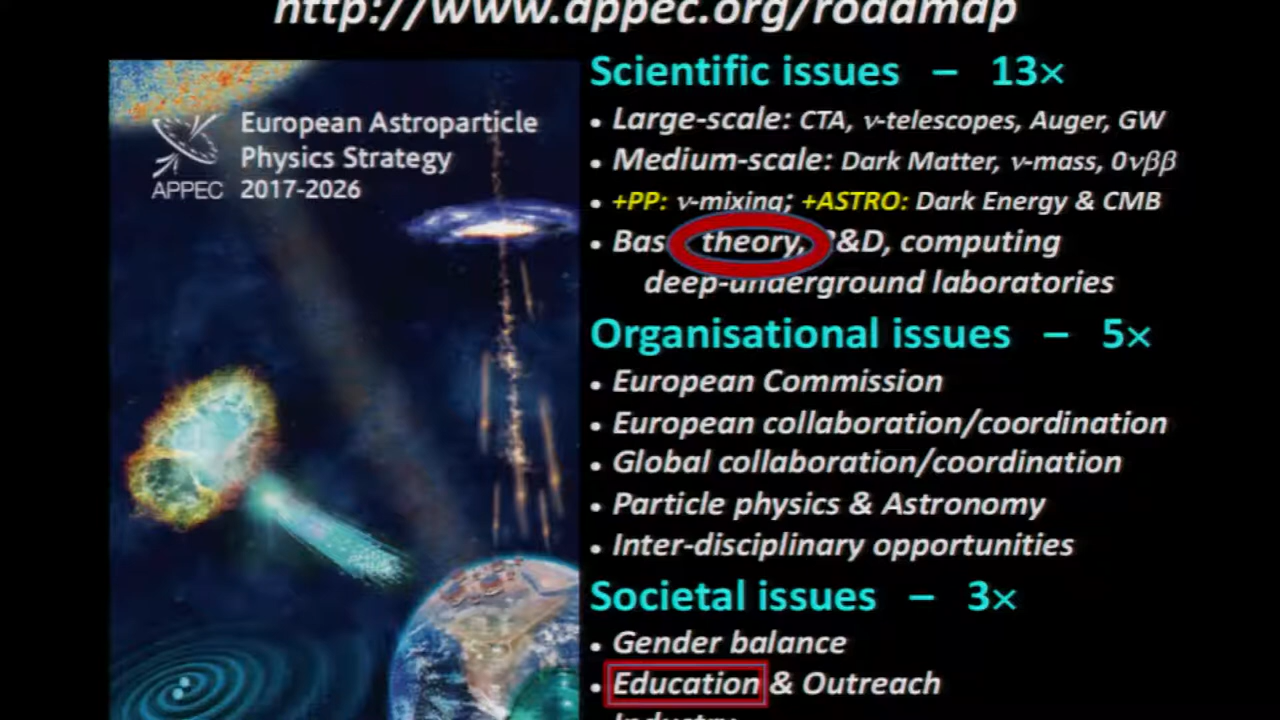 http://www.appec.org/roadmap
European Astroparticle
Physics Strategy
2017-2026
APPEC
Scientific issues – 13×
• Large-scale: CTA, ν-telescopes, Auger, GW
• Medium-scale: Dark Matter, ν-mass, 0νββ
• +PP: ν-mixing; +ASTRO: Dark Energy & CMB
• Bas theory, R&D, computing
deep-underground laboratories
Organisational issues – 5×
• European Commission
• European collaboration/coordination
• Global collaboration/coordination
• Particle physics & Astronomy
• Inter-disciplinary opportunities
Societal issues – 3×
• Gender balance
• Education & Outreach
• Industry